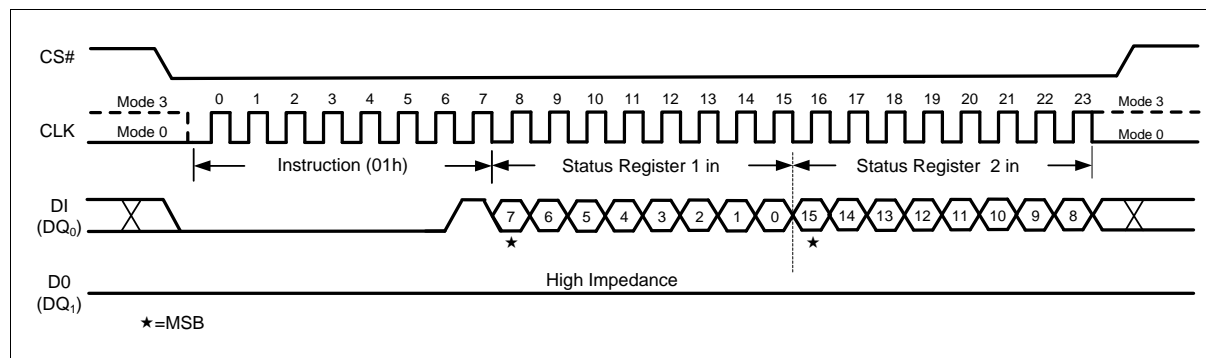 CS#
Mode 3 0 1 2 3 4 5 6 7 8 9 10 11 12 13 14 15 16 17 18 19 20 21 22 23 Mode 3
CLK Mode 0 Mode 0
Instruction (01h) Status Register 1 in Status Register 2 in
DI
(DQ0) 7 6 5 4 3 2 1 0 15 14 13 12 11 10 9 8
★ ★
High Impedance
D0
(DQ1)
★=MSB